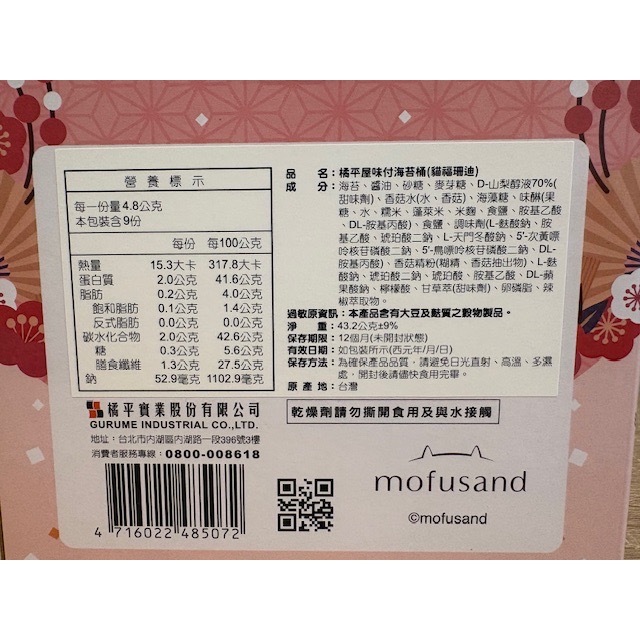 營養標示
每一份量4.8公克
本包裝含9份
每份 每100公克
熱量 15.3大卡 317.8大卡
蛋白質 2.0公克 41.6公克
脂肪 0.2公克 4.0公克
飽和脂肪 0.1公克 1.4公克
反式脂肪 0.0公克 0.0公克
碳水化合物 2.0公克 42.6公克
糖 0.3公克 5.6公克
膳食纖維 1.3公克 27.5公克
鈉 52.9毫克 1102.9毫克
品名:橘平屋味付海苔桶(貓福珊迪)
成分:海苔、醬油、砂糖、麥芽糖、D-山梨醇液70%(
甜味劑)、香菇水(水、香菇)、海藻糖、味醂(果
糖、水、糯米、蓬萊米、米麴、食鹽、胺基乙酸
、DL-胺基丙酸)、食鹽、調味劑(L-麩酸鈉、胺
基乙酸、琥珀酸二鈉、L-天門冬酸鈉、5'-次黃嘌
呤核苷磷酸二鈉、5'-鳥嘌呤核苷磷酸二鈉、DL-
胺基丙酸)、香菇精粉(糊精、香菇抽出物)、L-麩
酸鈉、琥珀酸二鈉、琥珀酸、胺基乙酸、DL-蘋
果酸鈉、檸檬酸、甘草萃(甜味劑)、卵磷脂、辣
椒萃取物。
過敏原資訊:本產品含有大豆及麩質之穀物製品。
淨重:43.2公克±9%
保存期限:12個月(未開封狀態)
有效日期:如包裝所示(西元年/月/日)
保存方法:為確保產品品質,請避免日光直射、高溫、多濕
處,開封後請儘快食用完畢。
原產地:台灣
橘平實業股份有限公司
GURUME INDUSTRIAL CO.,LTD.
地址:台北市內湖區內湖路一段396號3樓
消費者服務專線:0800-008618
乾燥劑請勿撕開食用及與水接觸
mofusand
©mofusand
4 716022 485072